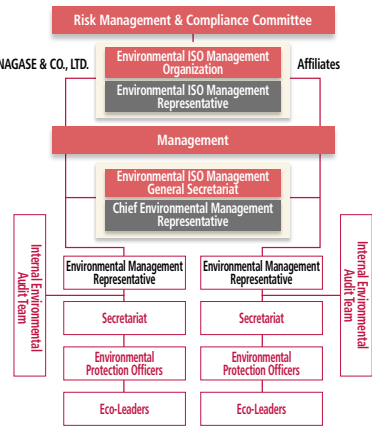 Risk Management & Compliance Committee
NAGASE & CO., LTD.
Environmental ISO Management
Organization
Environmental ISO Management
Representative
Affiliates
Management
Environmental ISO Management
General Secretariat
Chief Environmental Management
Representative
Internal Environmental
Audit Team
Environmental Management
Representative
Secretariat
Environmental
Protection Officers
Eco-Leaders
Environmental Management
Representative
Secretariat
Environmental
Protection Officers
Eco-Leaders
Internal Environmental
Audit Team